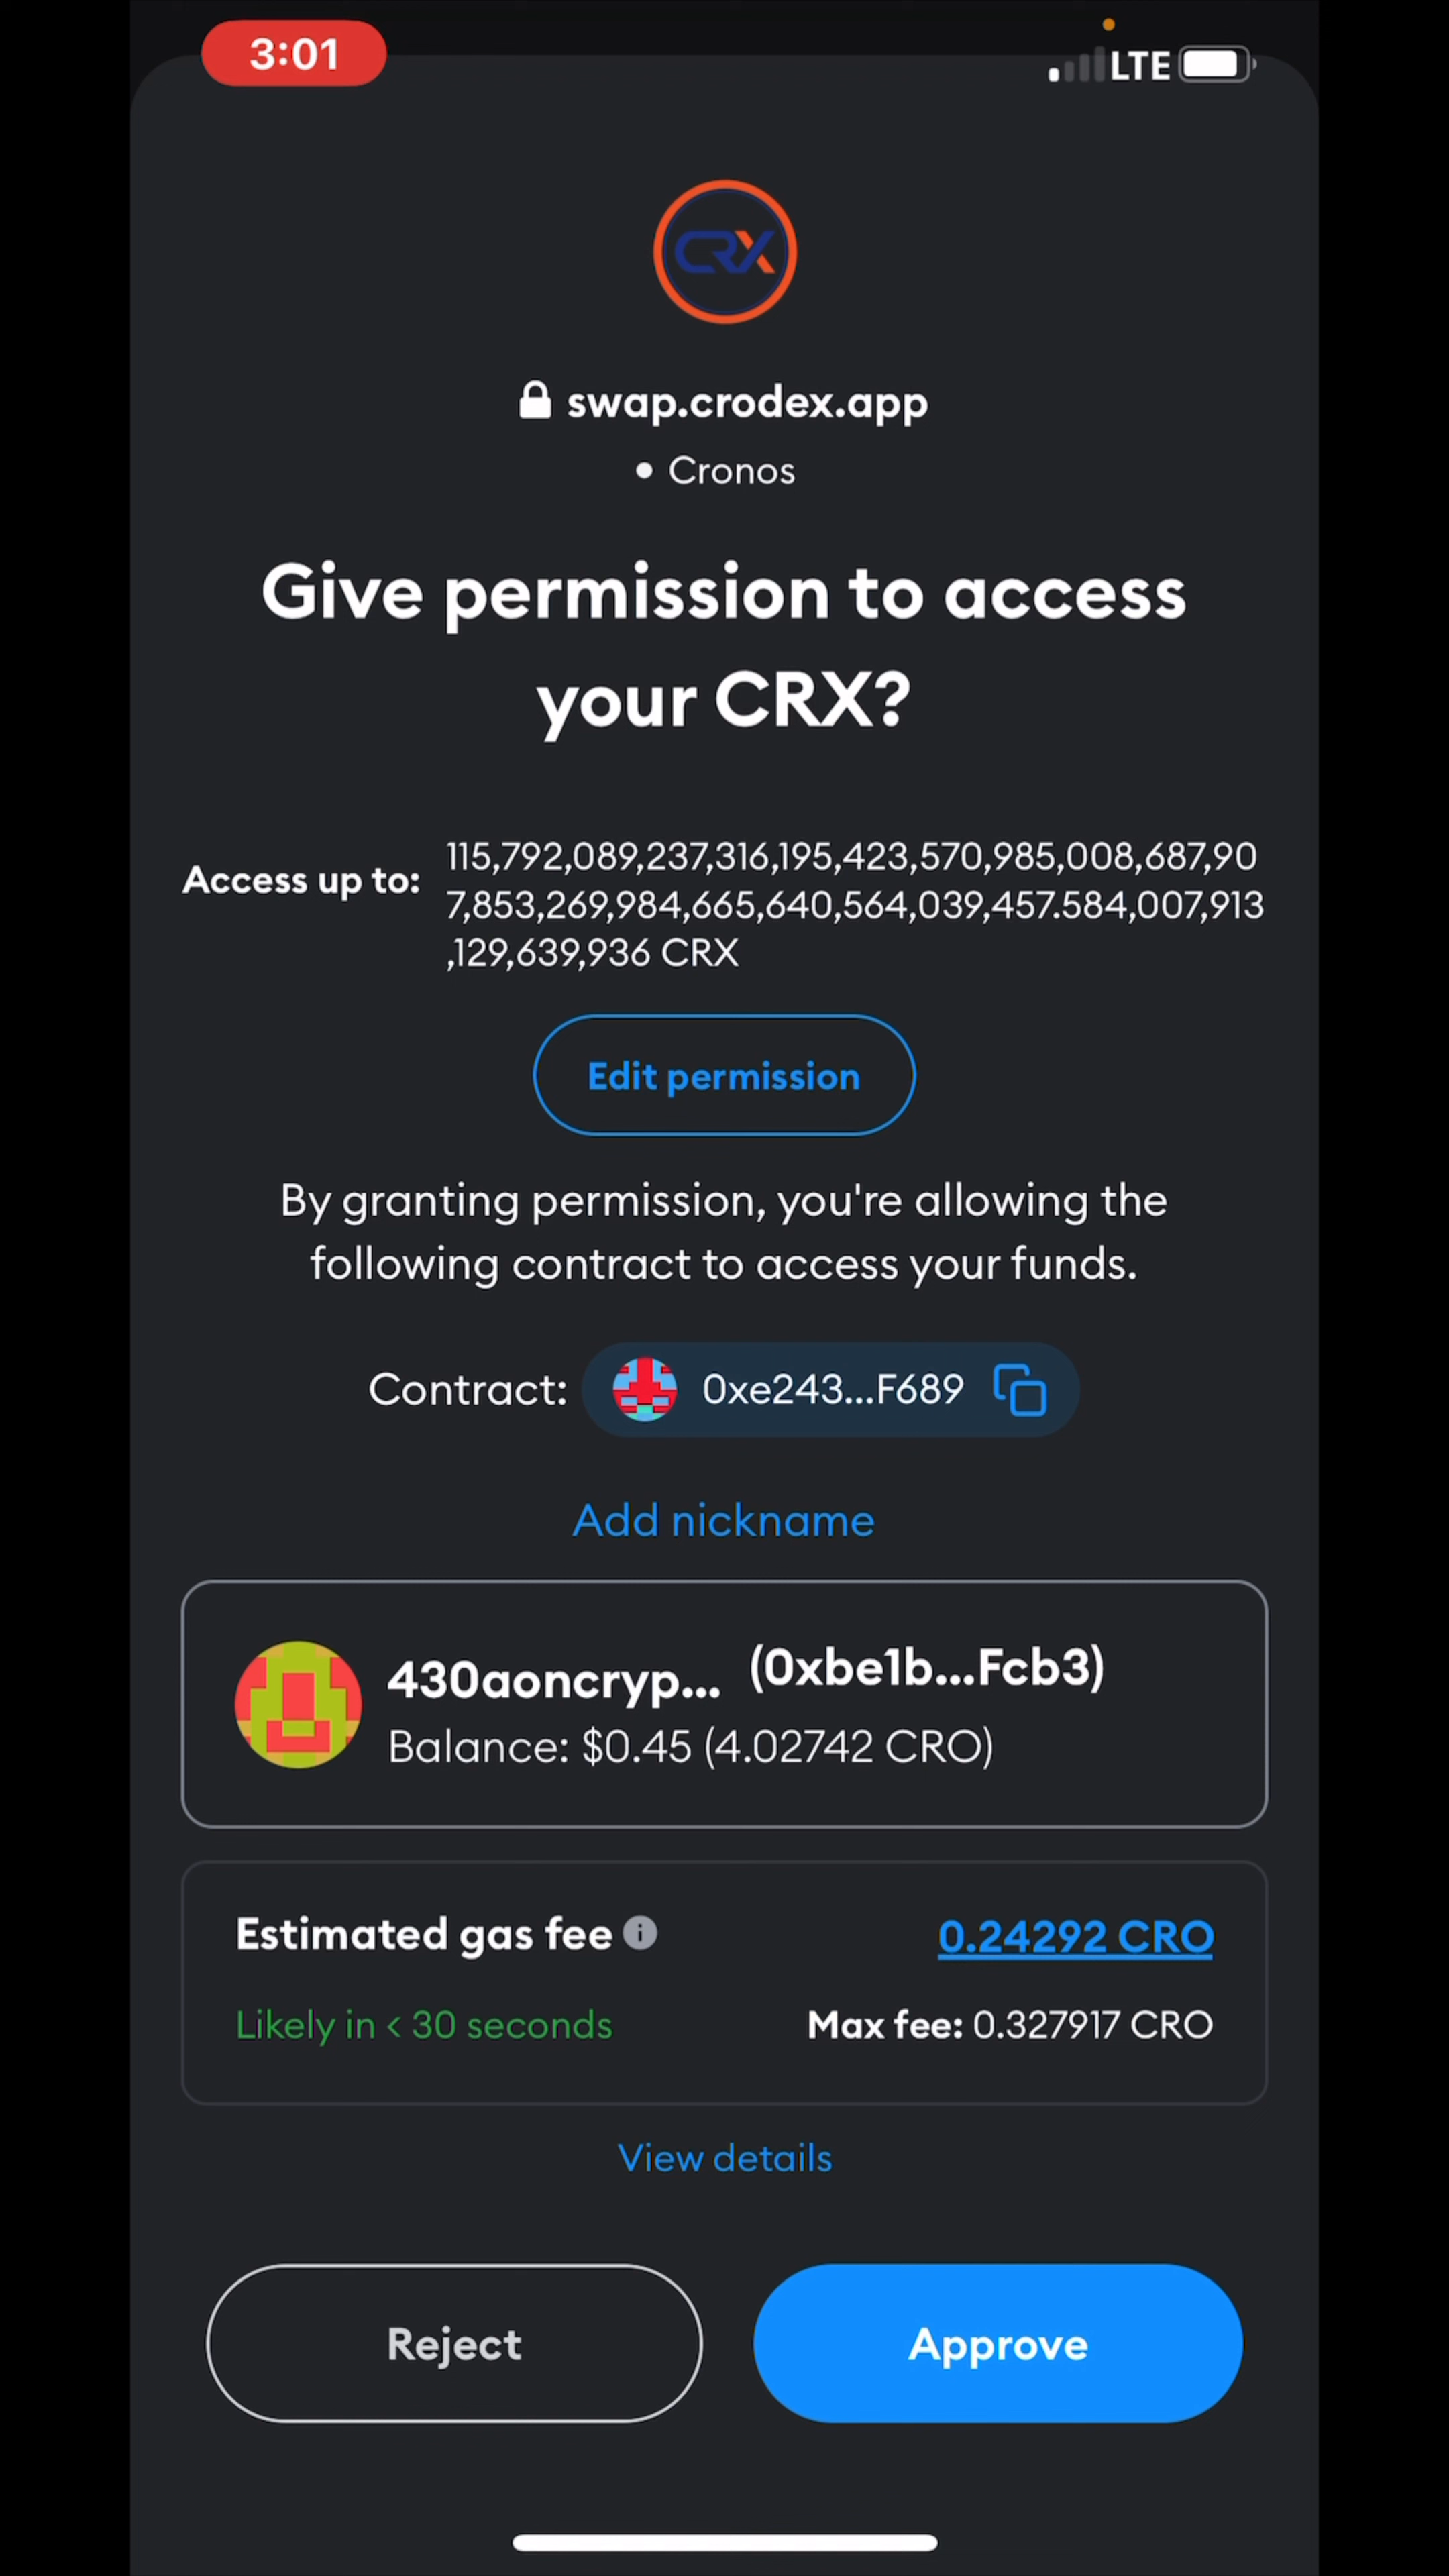 3:01
LTE
CRX
swap.crodex.app
• Cronos
Give permission to access
your CRX?
Access up to:
115,792,089,237,316,195,423,570,985,008,687,90
7,853,269,984,665,640,564,039,457.584,007,913
,129,639,936 CRX
Edit permission
By granting permission, you're allowing the
following contract to access your funds.
Contract: 0xe243...F689
Add nickname
430aoncryp... (0xbe1b...Fcb3)
Balance: $0.45 (4.02742 CRO)
Estimated gas fee i 0.24292 CRO
Likely in < 30 seconds Max fee: 0.327917 CRO
View details
Reject Approve